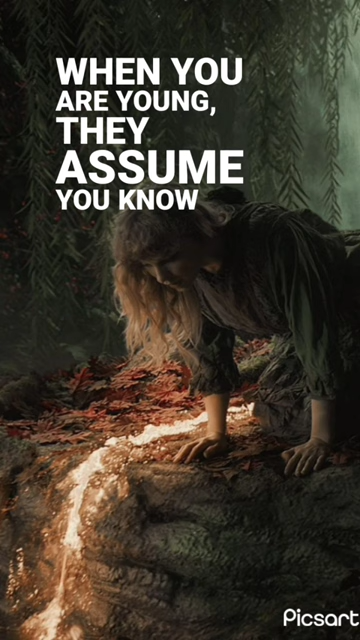 WHEN YOU
ARE YOUNG,
THEY
ASSUME
YOU KNOW
Picsart